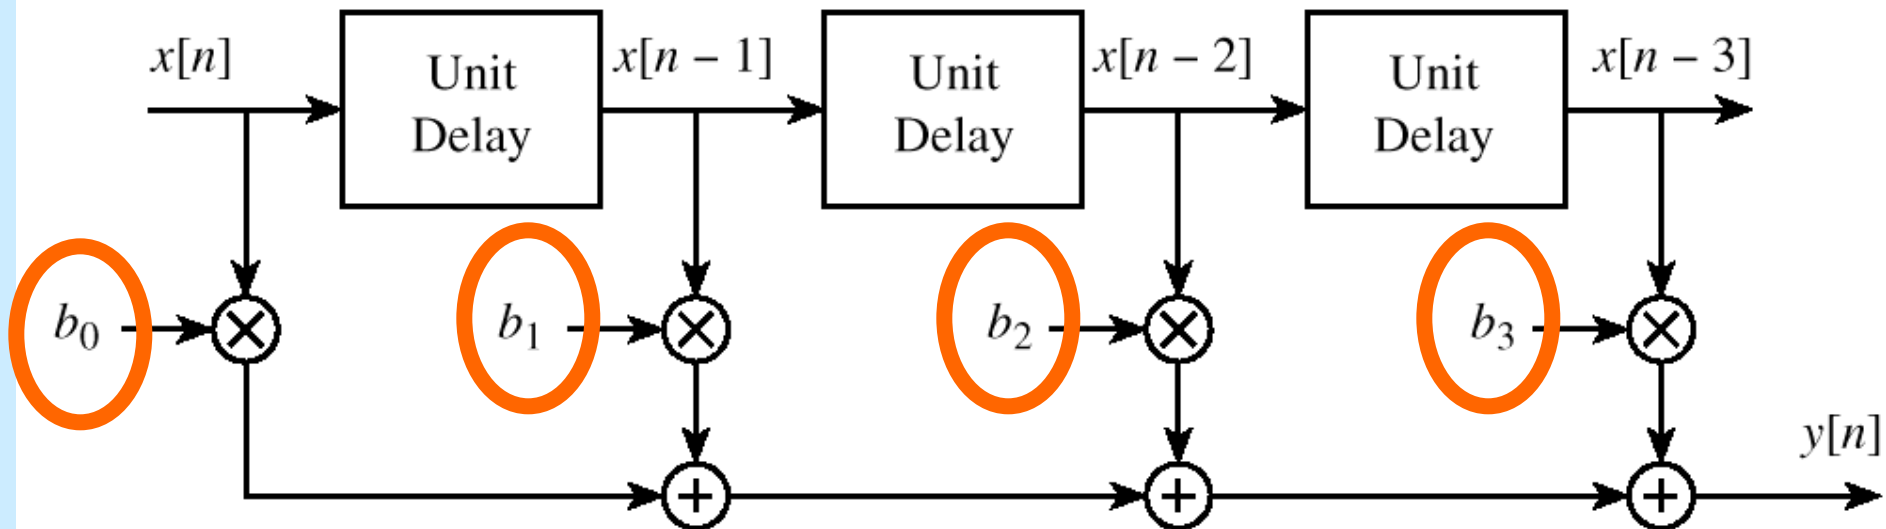 x[n]
Unit
Delay
x[n − 1]
Unit
Delay
x[n − 2]
Unit
Delay
x[n − 3]
b₀
b₁
b₂
b₃
y[n]